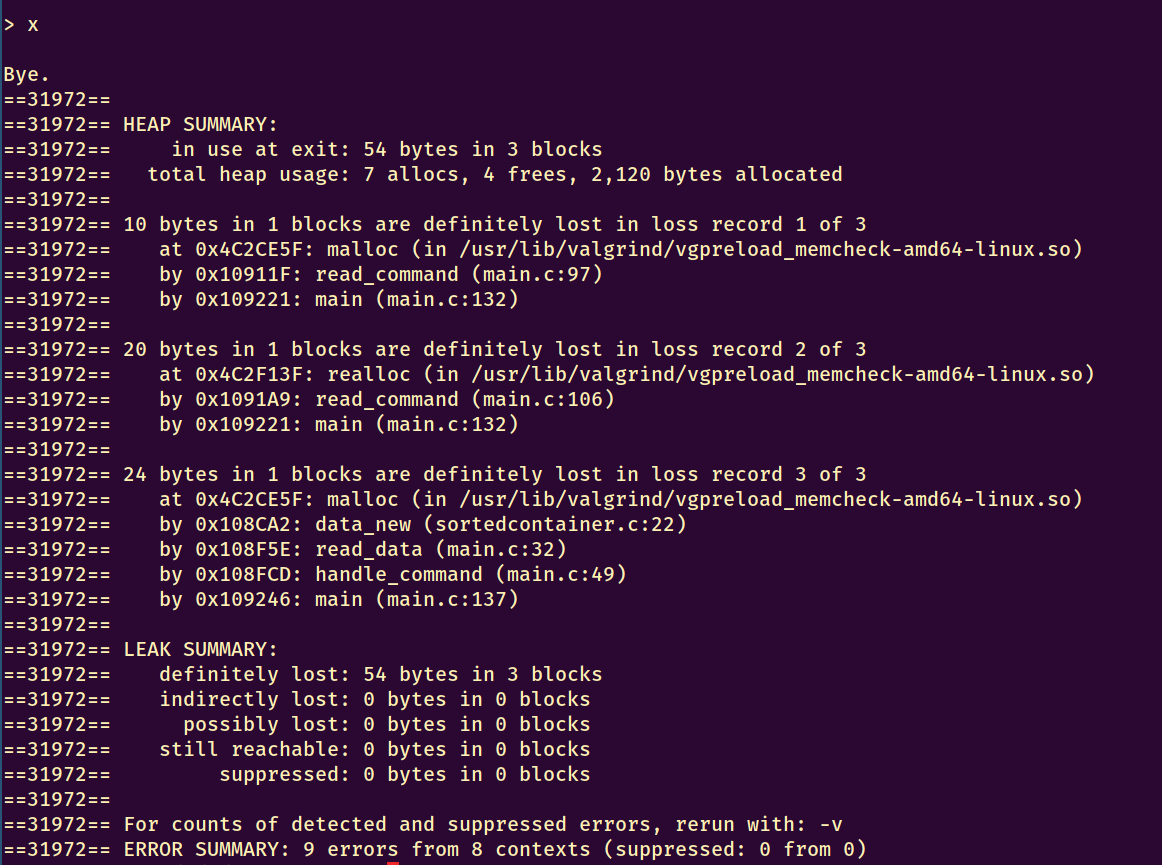 > x
Bye.
==31972==
==31972== HEAP SUMMARY:
==31972==     in use at exit: 54 bytes in 3 blocks
==31972==   total heap usage: 7 allocs, 4 frees, 2,120 bytes allocated
==31972==
==31972== 10 bytes in 1 blocks are definitely lost in loss record 1 of 3
==31972==    at 0x4C2CE5F: malloc (in /usr/lib/valgrind/vgpreload_memcheck-amd64-linux.so)
==31972==    by 0x10911F: read_command (main.c:97)
==31972==    by 0x109221: main (main.c:132)
==31972==
==31972== 20 bytes in 1 blocks are definitely lost in loss record 2 of 3
==31972==    at 0x4C2F13F: realloc (in /usr/lib/valgrind/vgpreload_memcheck-amd64-linux.so)
==31972==    by 0x1091A9: read_command (main.c:106)
==31972==    by 0x109221: main (main.c:132)
==31972==
==31972== 24 bytes in 1 blocks are definitely lost in loss record 3 of 3
==31972==    at 0x4C2CE5F: malloc (in /usr/lib/valgrind/vgpreload_memcheck-amd64-linux.so)
==31972==    by 0x108CA2: data_new (sortedcontainer.c:22)
==31972==    by 0x108F5E: read_data (main.c:32)
==31972==    by 0x108FCD: handle_command (main.c:49)
==31972==    by 0x109246: main (main.c:137)
==31972==
==31972== LEAK SUMMARY:
==31972==    definitely lost: 54 bytes in 3 blocks
==31972==    indirectly lost: 0 bytes in 0 blocks
==31972==      possibly lost: 0 bytes in 0 blocks
==31972==    still reachable: 0 bytes in 0 blocks
==31972==         suppressed: 0 bytes in 0 blocks
==31972==
==31972== For counts of detected and suppressed errors, rerun with: -v
==31972== ERROR SUMMARY: 9 errors from 8 contexts (suppressed: 0 from 0)